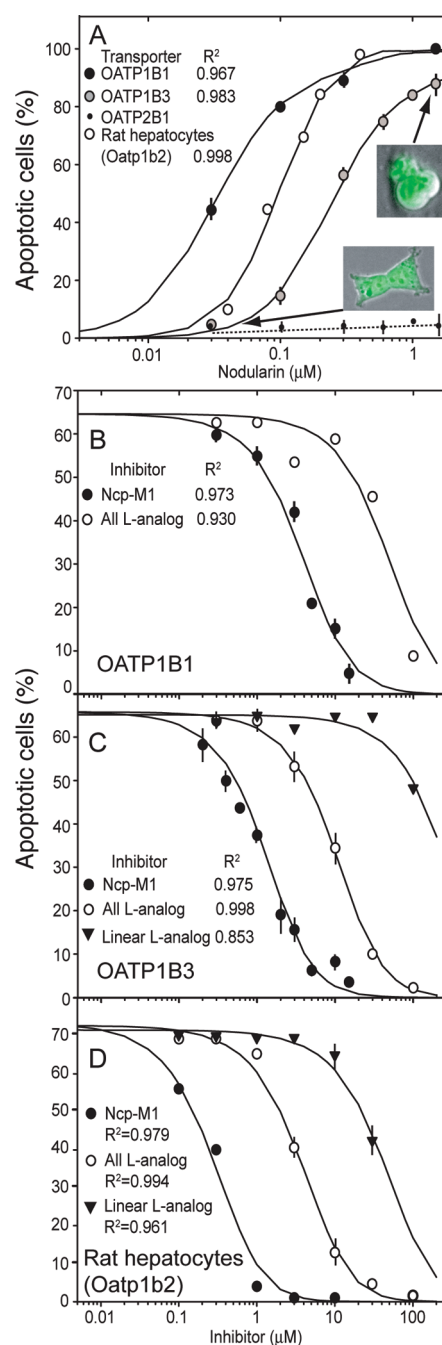 A
Transporter R²
OATP1B1 0.967
OATP1B3 0.983
OATP2B1
Rat hepatocytes
(Oatp1b2) 0.998
Apoptotic cells (%)
100
80
60
40
20
0
0.01 0.1 1.0
Nodularin (µM)
B
Inhibitor R²
Ncp-M1 0.973
All L-analog 0.930
OATP1B1
70
60
50
40
30
20
10
0
Apoptotic cells (%)
C
Inhibitor R²
Ncp-M1 0.975
All L-analog 0.998
Linear L-analog 0.853
OATP1B3
60
50
40
30
20
10
0
D
Ncp-M1
R²=0.979
All L-analog
R²=0.994
Linear L-analog
R²=0.961
Rat hepatocytes
(Oatp1b2)
70
60
50
40
30
20
10
0
0.01 0.1 1.0 10 100
Inhibitor (µM)